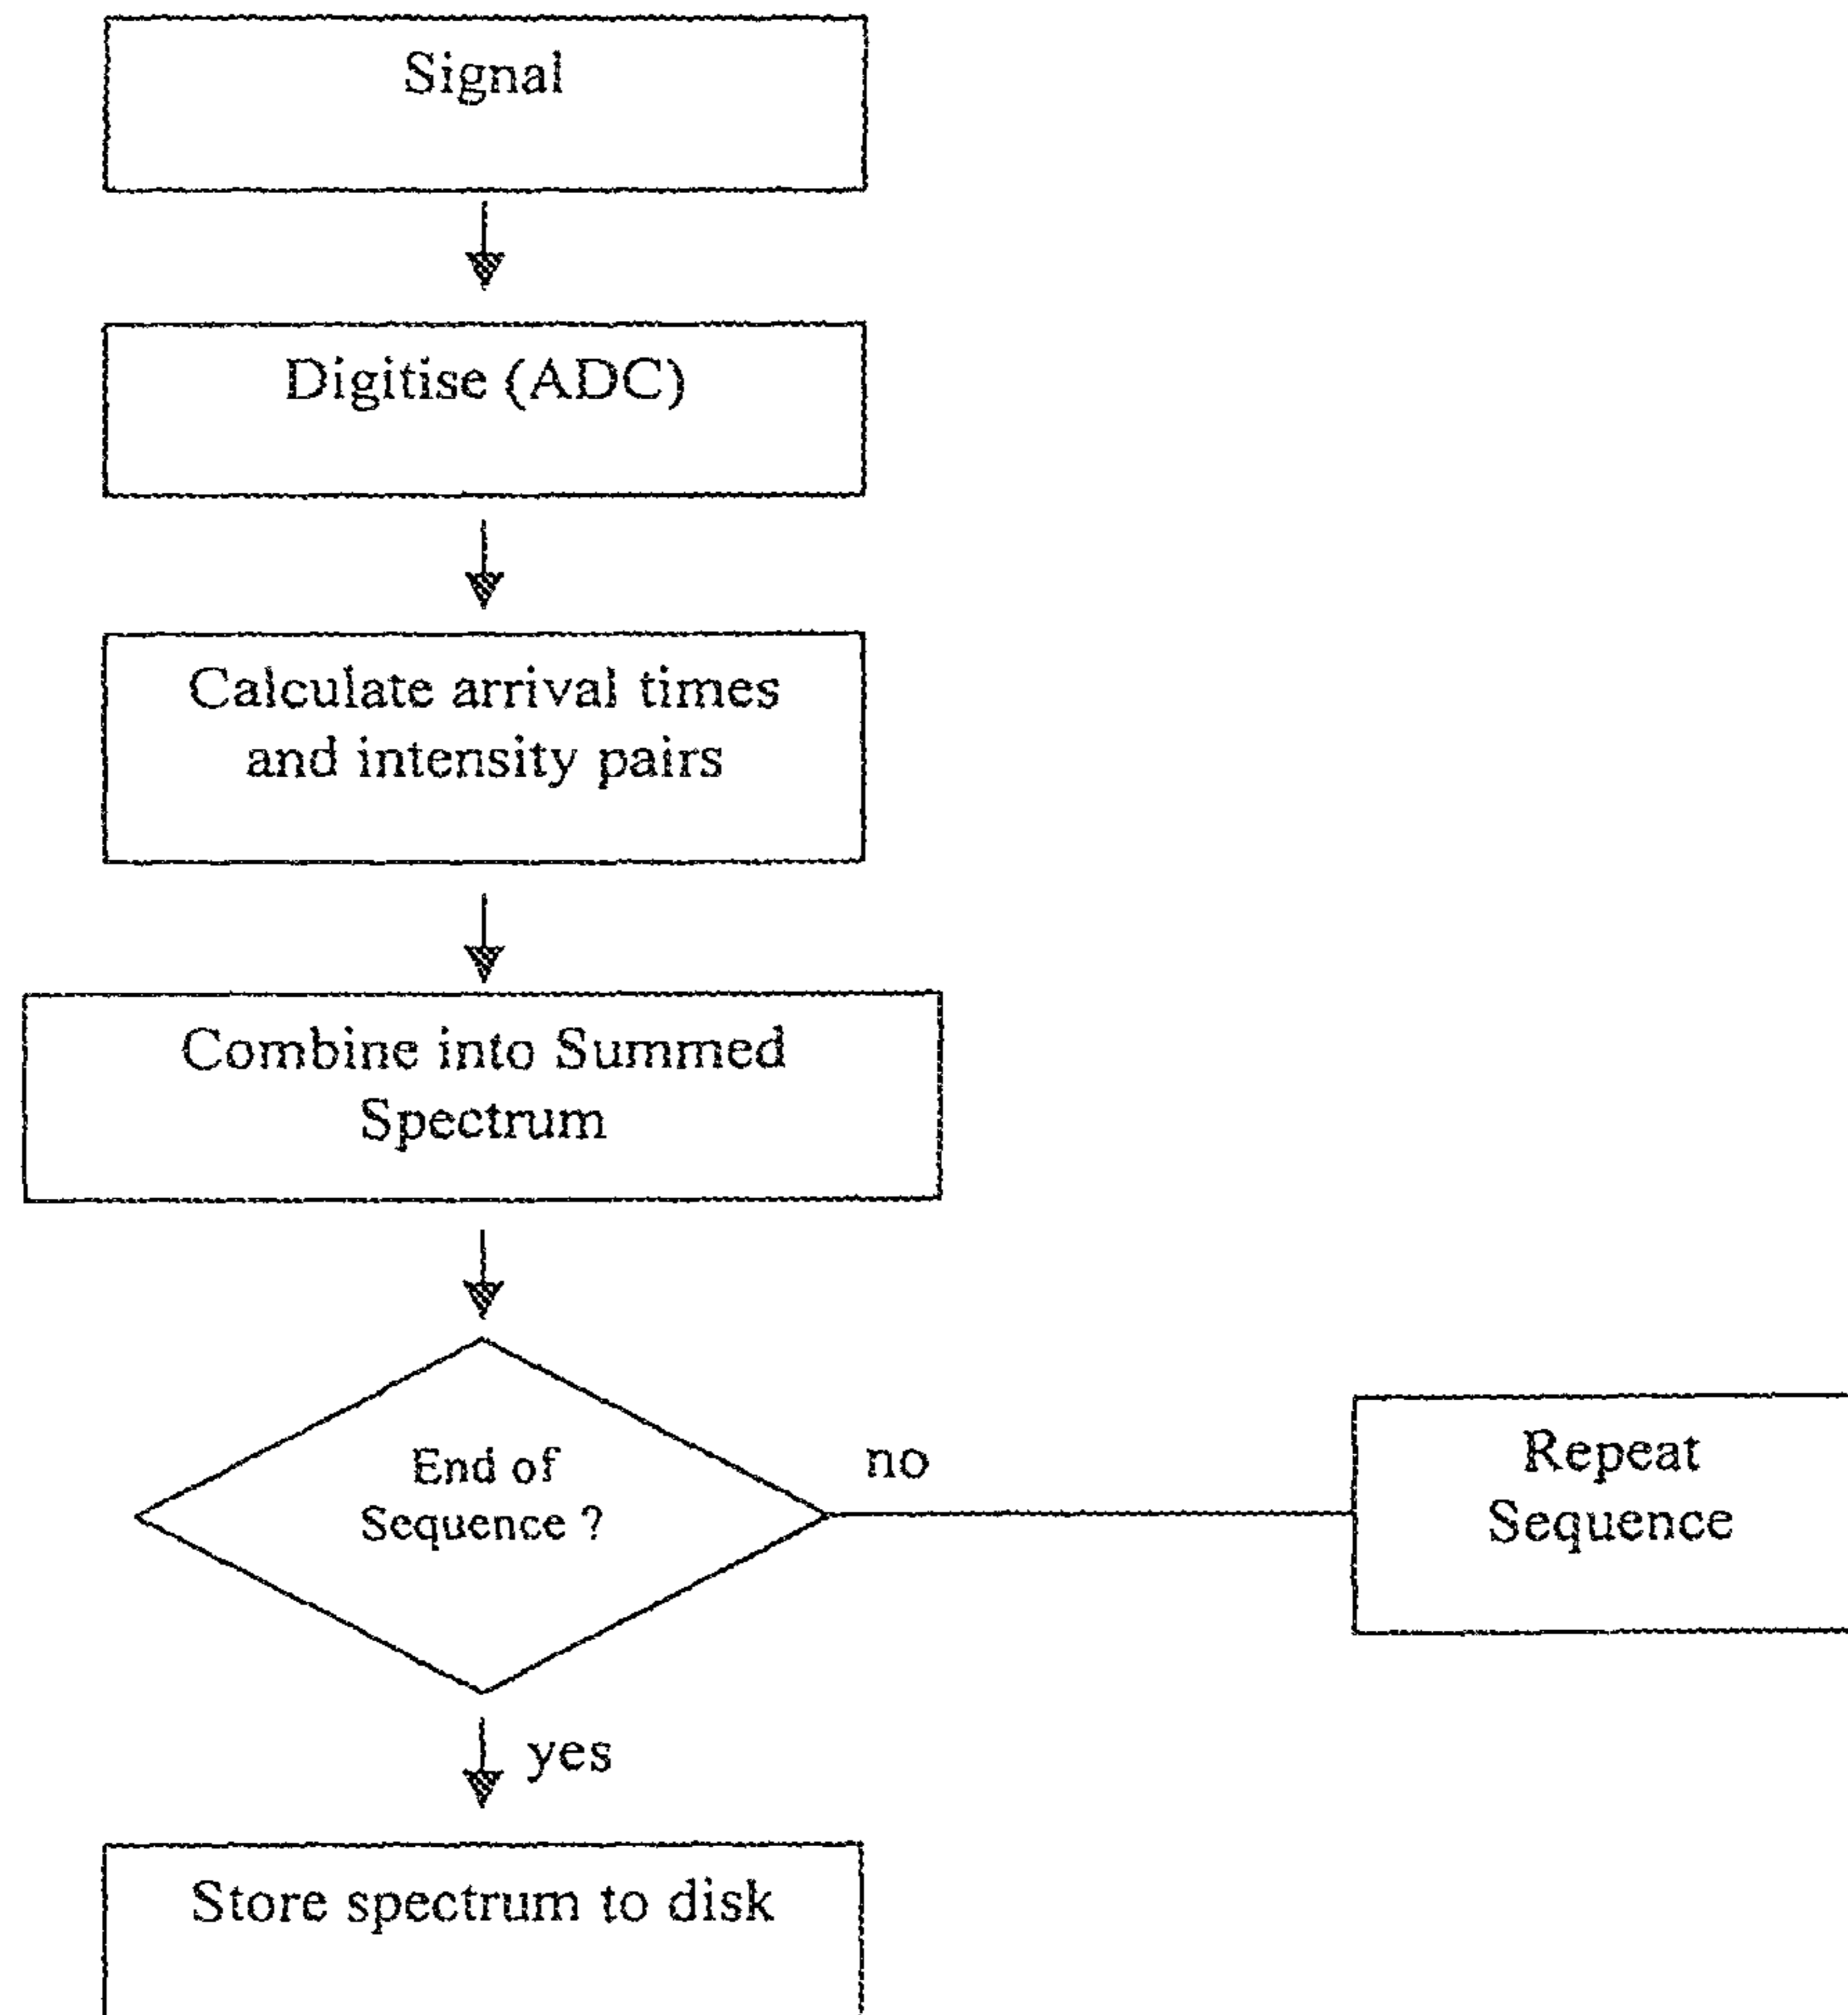 Signal
Digitise (ADC)
Calculate arrival times
and intensity pairs
Combine into Summed
Spectrum
End of
Sequence ?
no
Repeat
Sequence
yes
Store spectrum to disk